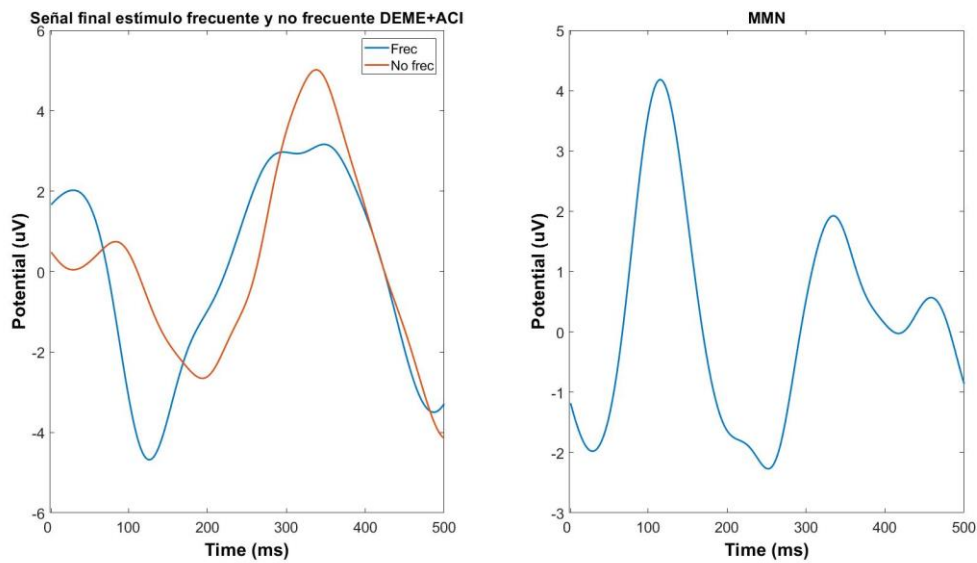 Señal final estímulo frecuente y no frecuente DEME+ACI
6
4
2
0
-2
-4
-6
Potential (uV)
0 100 200 300 400 500
Time (ms)
Frec
No frec
MMN
5
4
3
2
1
0
-1
-2
-3
Potential (uV)
0 100 200 300 400 500
Time (ms)